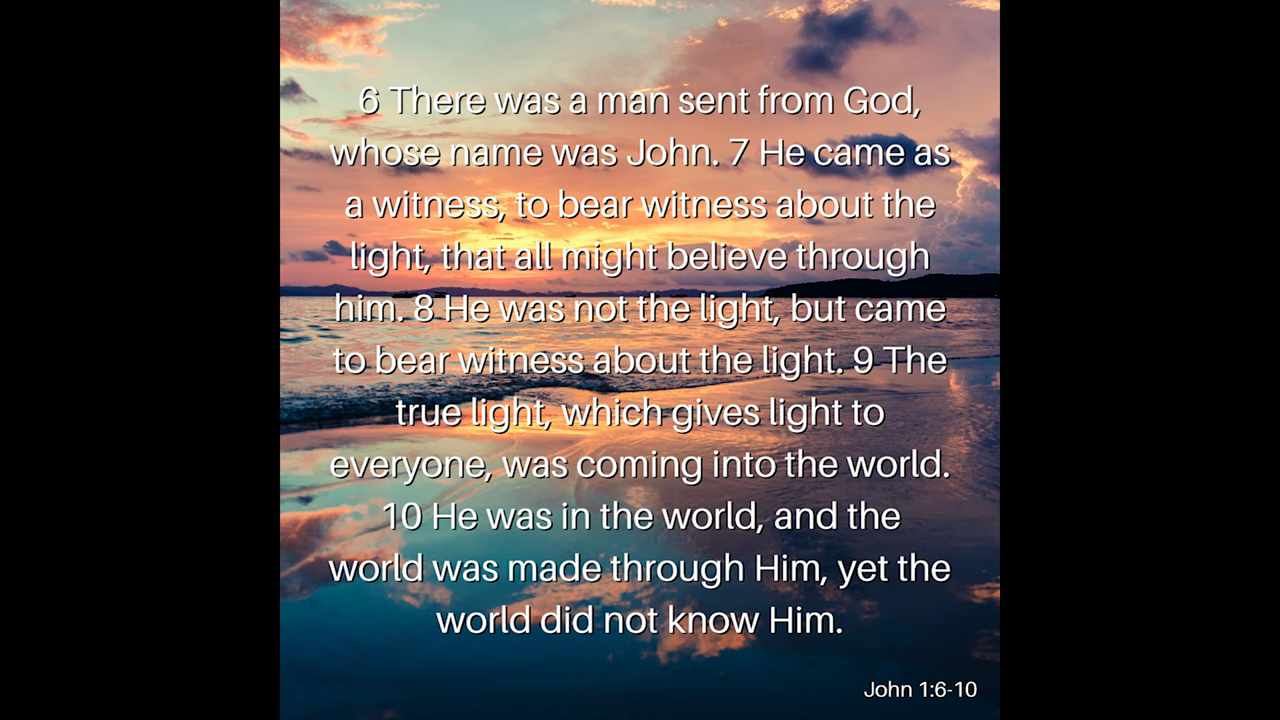 6 There was a man sent from God,
whose name was John. 7 He came as
a witness, to bear witness about the
light, that all might believe through
him. 8 He was not the light, but came
to bear witness about the light. 9 The
true light, which gives light to
everyone, was coming into the world.
10 He was in the world, and the
world was made through Him, yet the
world did not know Him.
John 1:6-10